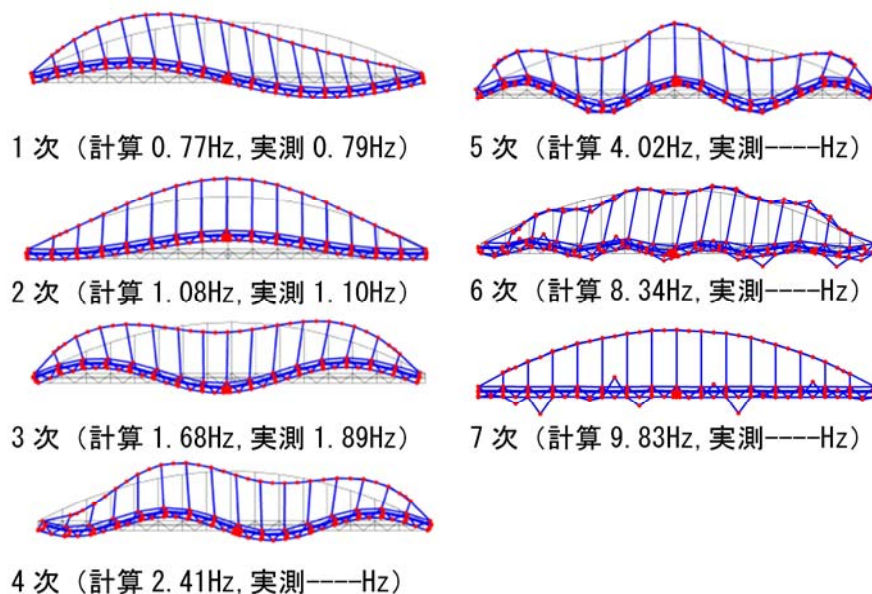 1次（計算0.77Hz,実測0.79Hz）
2次（計算1.08Hz,実測1.10Hz）
3次（計算1.68Hz,実測1.89Hz）
4次（計算2.41Hz,実測----Hz）
5次（計算4.02Hz,実測----Hz）
6次（計算8.34Hz,実測----Hz）
7次（計算9.83Hz,実測----Hz）